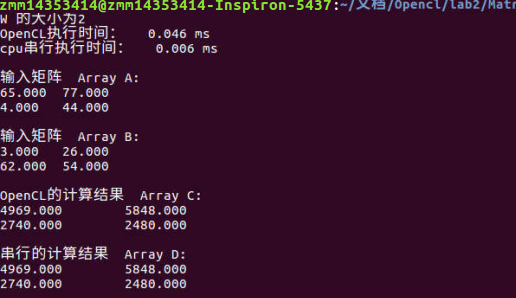 zmm14353414@zmm14353414-Inspiron-5437:~/文档/Opencl/lab2/Matr
W 的大小为2
OpenCL执行时间： 0.046 ms
cpu串行执行时间： 0.006 ms
输入矩阵 Array A:
65.000 77.000
4.000 44.000
输入矩阵 Array B:
3.000 26.000
62.000 54.000
OpenCL的计算结果 Array C:
4969.000 5848.000
2740.000 2480.000
串行的计算结果 Array D:
4969.000 5848.000
2740.000 2480.000